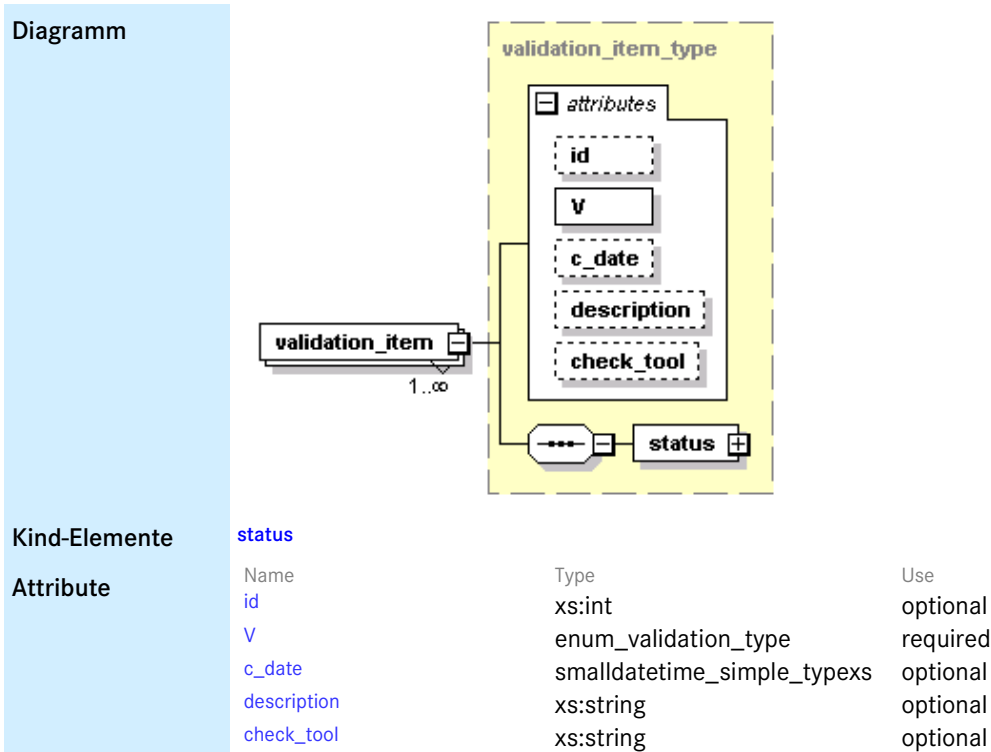 Diagramm
validation_item_type
attributes
id
V
c_date
description
check_tool
validation_item
1..∞
status
Kind-Elemente status
Attribute Name Type Use
id xs:int optional
V enum_validation_type required
c_date smalldatetime_simple_typexs optional
description xs:string optional
check_tool xs:string optional